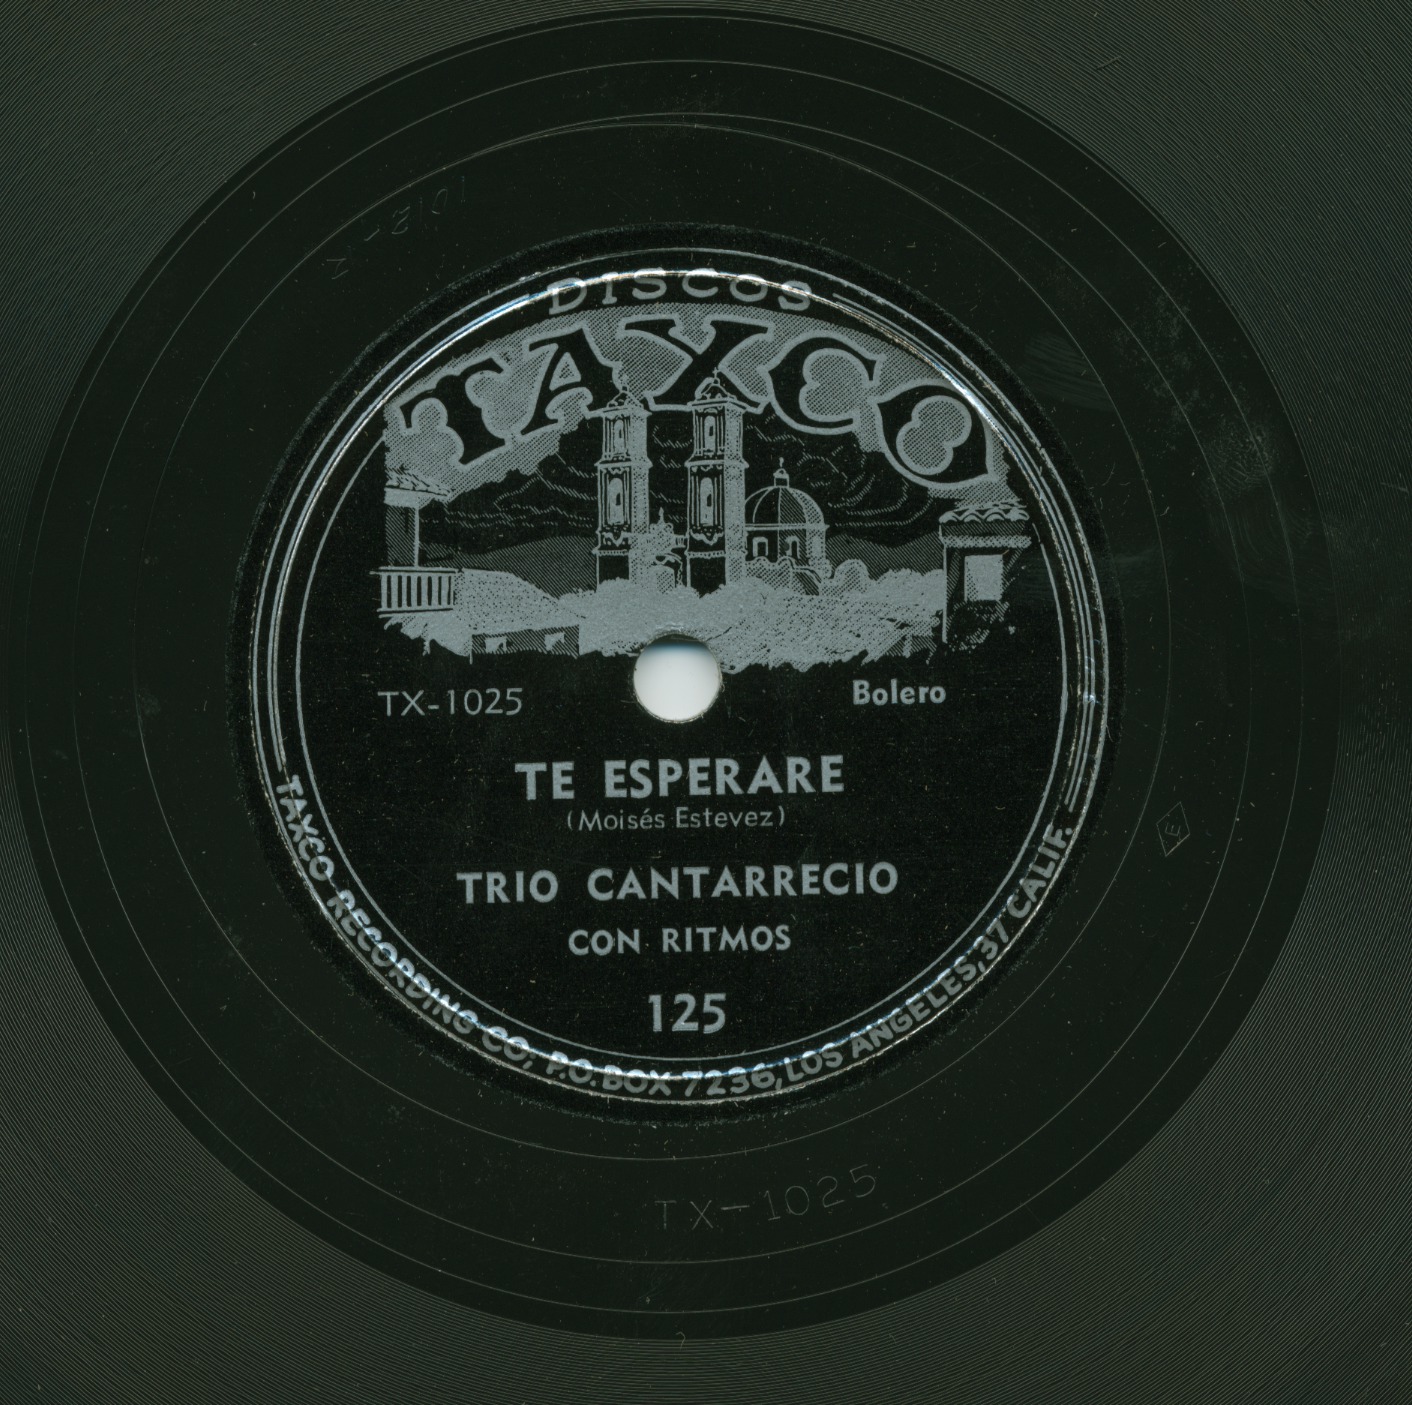 DISCOS
TAXCO
TX-1025
Bolero
TE ESPERARE
(Moisés Estevez)
TRIO CANTARRECIO
CON RITMOS
125
TAXCO RECORDING CO., P.O. BOX 7236, LOS ANGELES, 37 CALIF.
TX-1025
E